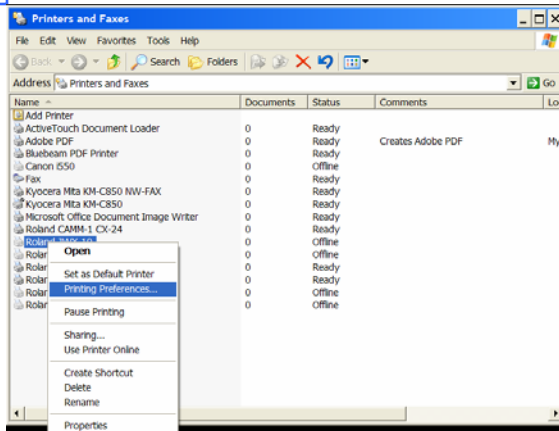 Printers and Faxes
File Edit View Favorites Tools Help
Back Search Folders
Address Printers and Faxes Go
Name Documents Status Comments Lo
Add Printer
ActiveTouch Document Loader 0 Ready
Adobe PDF 0 Ready Creates Adobe PDF My
Bluebeam PDF Printer 0 Ready
Canon i550 0 Offline
Fax 0 Ready
Kyocera Mita KM-C850 NW-FAX 0 Ready
Kyocera Mita KM-C850 0 Ready
Microsoft Office Document Image Writer 0 Ready
Roland CAMM-1 CX-24 0 Ready
Roland 0 Offline
Rolan 0 Offline
Rolan 0 Ready
Rolan 0 Ready
Rolan 0 Offline
Rolan 0 Offline
Open
Set as Default Printer
Printing Preferences...
Pause Printing
Sharing...
Use Printer Online
Create Shortcut
Delete
Rename
Properties